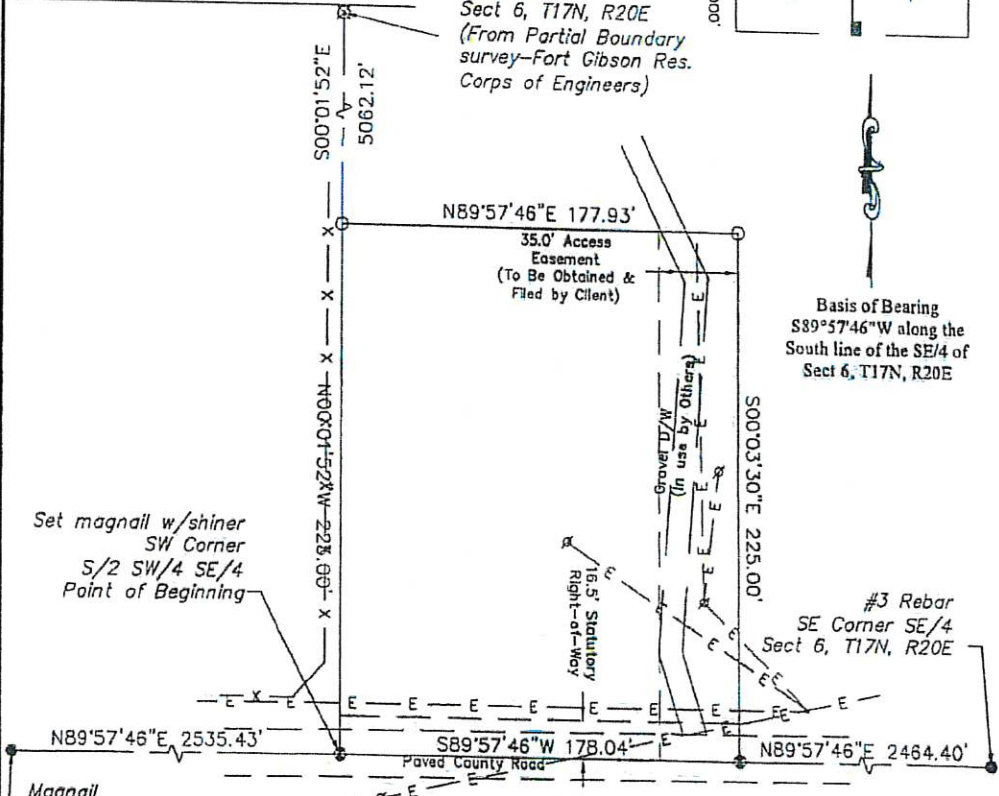 Sect 6, T17N, R20E
(From Partial Boundary
survey-Fort Gibson Res.
Corps of Engineers)
S00°01'52"E
5062.12'
N89°57'46"E 177.93'
35.0' Access
Easement
(To Be Obtained &
Filed by Client)
Basis of Bearing
S89°57'46"W along the
South line of the SE/4 of
Sect 6, T17N, R20E
N00°01'52"W 225.00'
Gravel D/W
(In use by Others)
S00°03'30"E 225.00'
Set magnail w/shiner
SW Corner
S/2 SW/4 SE/4
Point of Beginning
16.5' Statutory
Right-of-Way
#3 Rebar
SE Corner SE/4
Sect 6, T17N, R20E
N89°57'46"E 2535.43'
S89°57'46"W 178.04'
N89°57'46"E 2464.40'
Paved County Road
Magnail